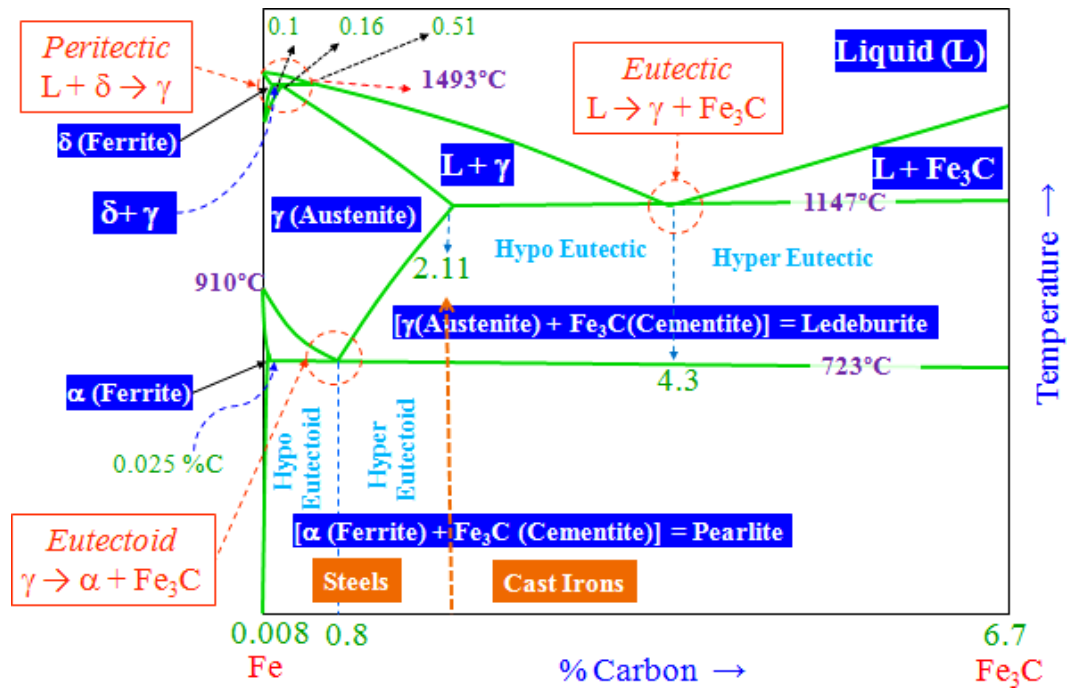 0.1
0.16
0.51
Peritectic
L + δ → γ
1493°C
Eutectic
L → γ + Fe₃C
Liquid (L)
δ (Ferrite)
L + γ
L + Fe₃C
δ+ γ
γ (Austenite)
1147°C
Hypo Eutectic
Hyper Eutectic
2.11
910°C
[γ(Austenite) + Fe₃C(Cementite)] = Ledeburite
723°C
4.3
α (Ferrite)
0.025 %C
Hypo
Eutectoid
Hyper
Eutectoid
Eutectoid
γ → α + Fe₃C
[α (Ferrite) + Fe₃C (Cementite)] = Pearlite
Steels
Cast Irons
0.008
0.8
6.7
Fe
% Carbon →
Fe₃C
Temperature →